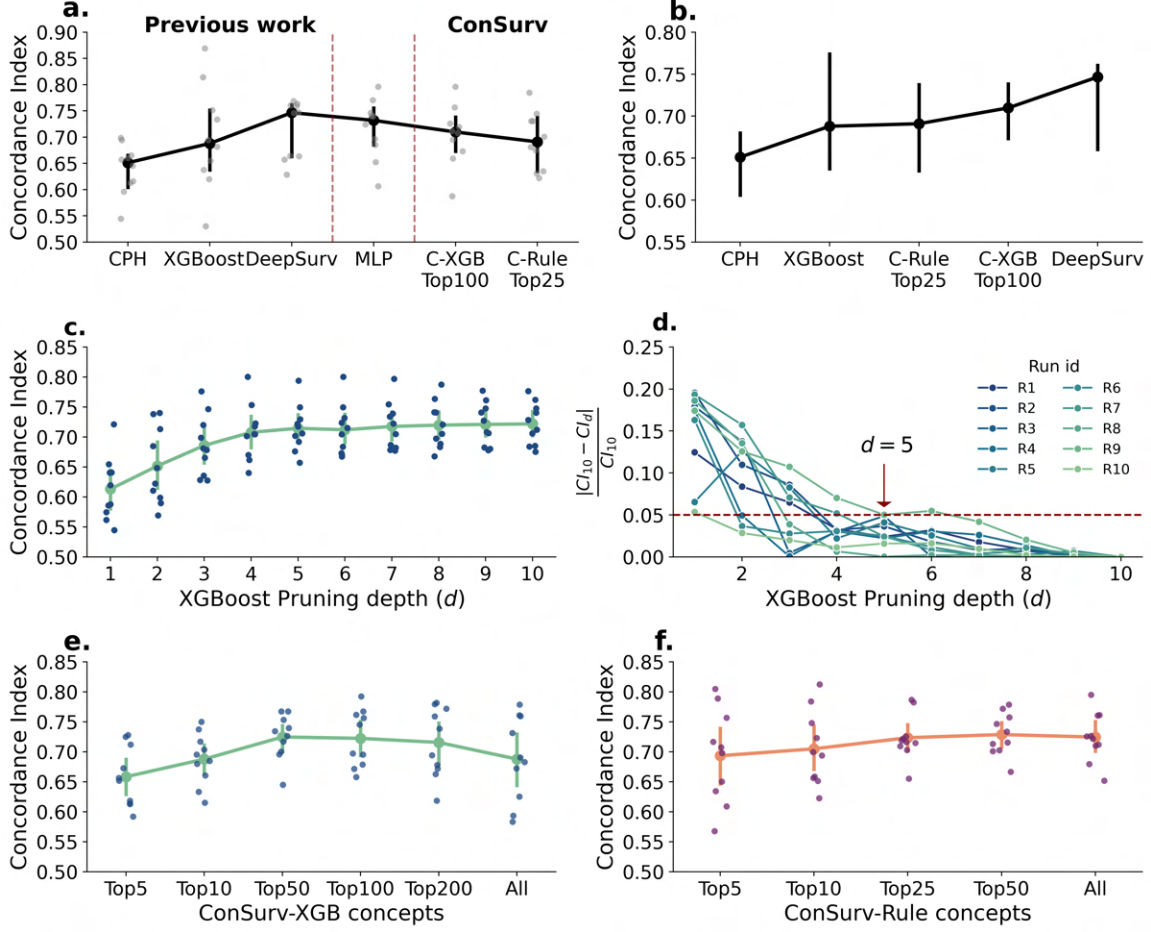 a.
Previous work
ConSurv
Concordance Index
0.90
0.85
0.80
0.75
0.70
0.65
0.60
0.55
0.50
CPH
XGBoost
DeepSurv
MLP
C-XGB
Top100
C-Rule
Top25
b.
Concordance Index
0.80
0.75
0.70
0.65
0.60
0.55
CPH
XGBoost
C-Rule
Top25
C-XGB
Top100
DeepSurv
c.
Concordance Index
0.85
0.80
0.75
0.70
0.65
0.60
0.55
0.50
1 2 3 4 5 6 7 8 9 10
XGBoost Pruning depth (d)
d.
|CI10 − CId|
CI10
0.25
0.20
0.15
0.10
0.05
0.00
Run id
R1 R6
R2 R7
R3 R8
R4 R9
R5 R10
d = 5
2 4 6 8 10
XGBoost Pruning depth (d)
e.
Concordance Index
0.85
0.80
0.75
0.70
0.65
0.60
0.55
0.50
Top5 Top10 Top50 Top100 Top200 All
ConSurv-XGB concepts
f.
Concordance Index
0.85
0.80
0.75
0.70
0.65
0.60
0.55
0.50
Top5 Top10 Top25 Top50 All
ConSurv-Rule concepts